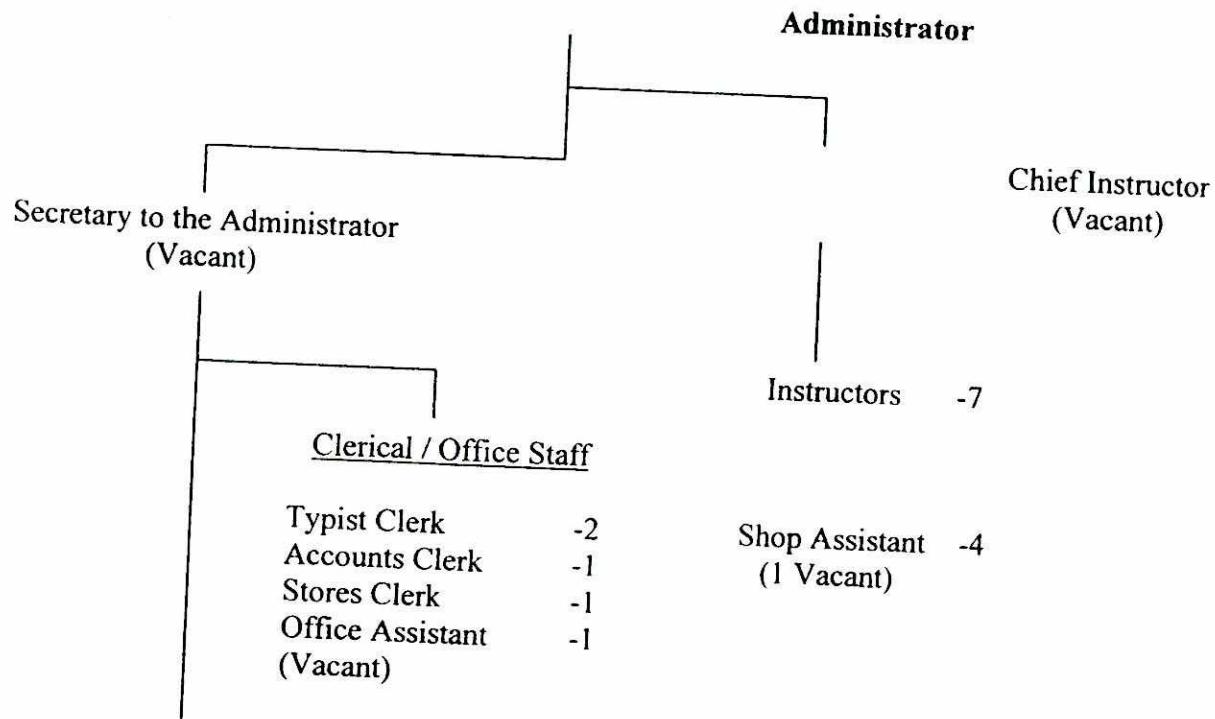 Administrator
Chief Instructor
(Vacant)
Secretary to the Administrator
(Vacant)
Instructors -7
Clerical / Office Staff
Typist Clerk -2
Accounts Clerk -1
Stores Clerk -1
Office Assistant -1
(Vacant)
Shop Assistant -4
(1 Vacant)